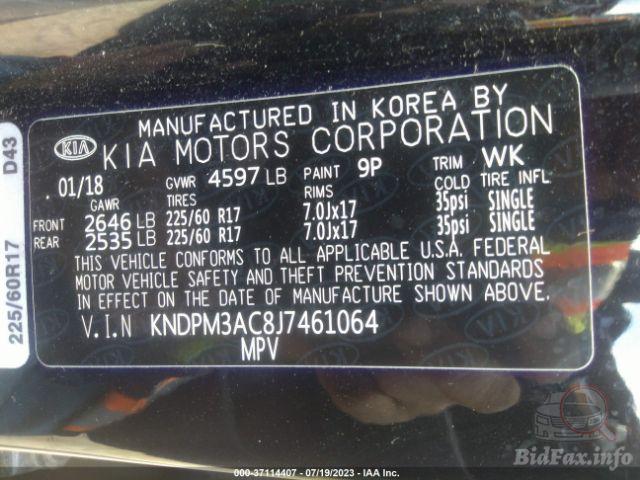 MANUFACTURED IN KOREA BY
KIA KIA MOTORS CORPORATION
01/18 GVWR 4597 LB PAINT 9P TRIM WK
GAWR TIRES RIMS COLD TIRE INFL.
FRONT 2646 LB 225/60 R17 7.0Jx17 35psi SINGLE
REAR 2535 LB 225/60 R17 7.0Jx17 35psi SINGLE
THIS VEHICLE CONFORMS TO ALL APPLICABLE U.S.A. FEDERAL
MOTOR VEHICLE SAFETY AND THEFT PREVENTION STANDARDS
IN EFFECT ON THE DATE OF MANUFACTURE SHOWN ABOVE.
V.I.N KNDPM3AC8J7461064
MPV
225/60R17 D43
BidFax.info
000-37114407 - 07/19/2023 - IAA Inc.